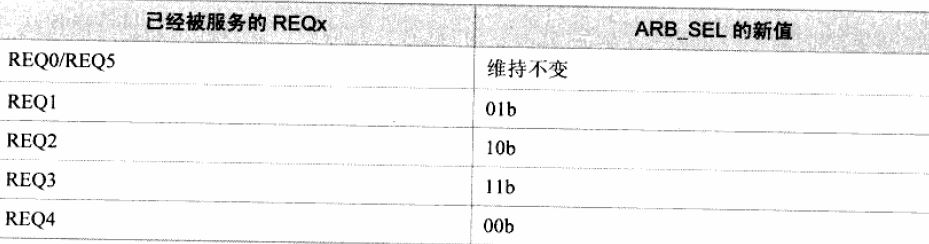 已经被服务的 REQx ARB_SEL 的新值
REQ0/REQ5 维持不变
REQ1 01b
REQ2 10b
REQ3 11b
REQ4 00b